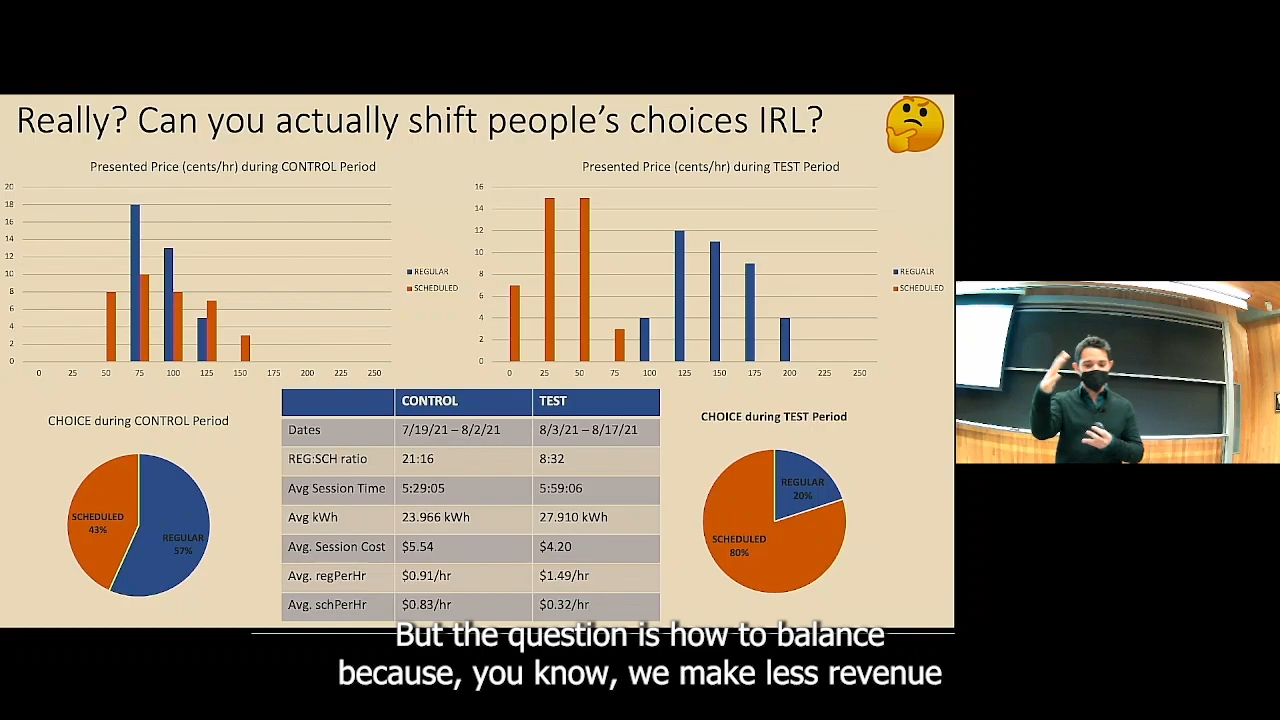 Really? Can you actually shift people's choices IRL?
Presented Price (cents/hr) during CONTROL Period
20
18
16
14
12
10
8
6
4
2
0
0 25 50 75 100 125 150 175 200 225 250
REGULAR
SCHEDULED
Presented Price (cents/hr) during TEST Period
16
14
12
10
8
6
4
2
0
0 25 50 75 100 125 150 175 200 225 250
REGUALR
SCHEDULED
CHOICE during CONTROL Period
SCHEDULED
43%
REGULAR
57%
CONTROL TEST
Dates 7/19/21 – 8/2/21 8/3/21 – 8/17/21
REG:SCH ratio 21:16 8:32
Avg Session Time 5:29:05 5:59:06
Avg kWh 23.966 kWh 27.910 kWh
Avg. Session Cost $5.54 $4.20
Avg. regPerHr $0.91/hr $1.49/hr
Avg. schPerHr $0.83/hr $0.32/hr
CHOICE during TEST Period
REGULAR
20%
SCHEDULED
80%
But the question is how to balance
because, you know, we make less revenue